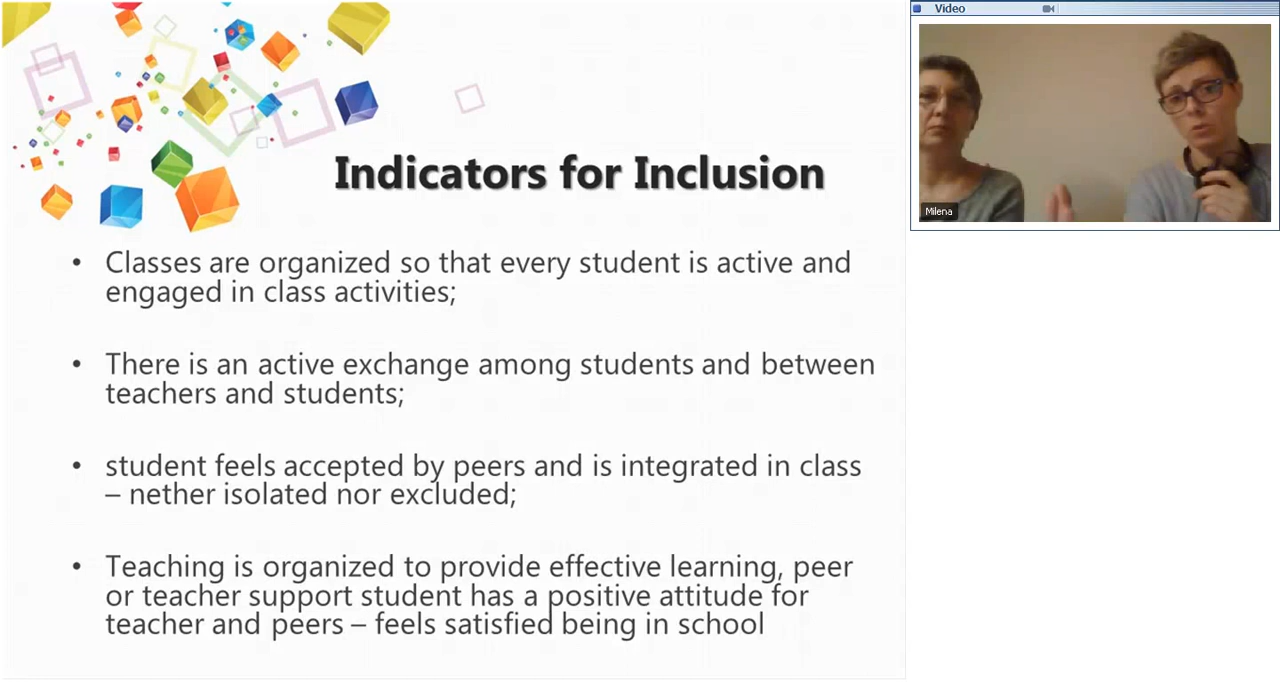 Video
Milena
Indicators for Inclusion
• Classes are organized so that every student is active and
engaged in class activities;
• There is an active exchange among students and between
teachers and students;
• student feels accepted by peers and is integrated in class
– nether isolated nor excluded;
• Teaching is organized to provide effective learning, peer
or teacher support student has a positive attitude for
teacher and peers – feels satisfied being in school